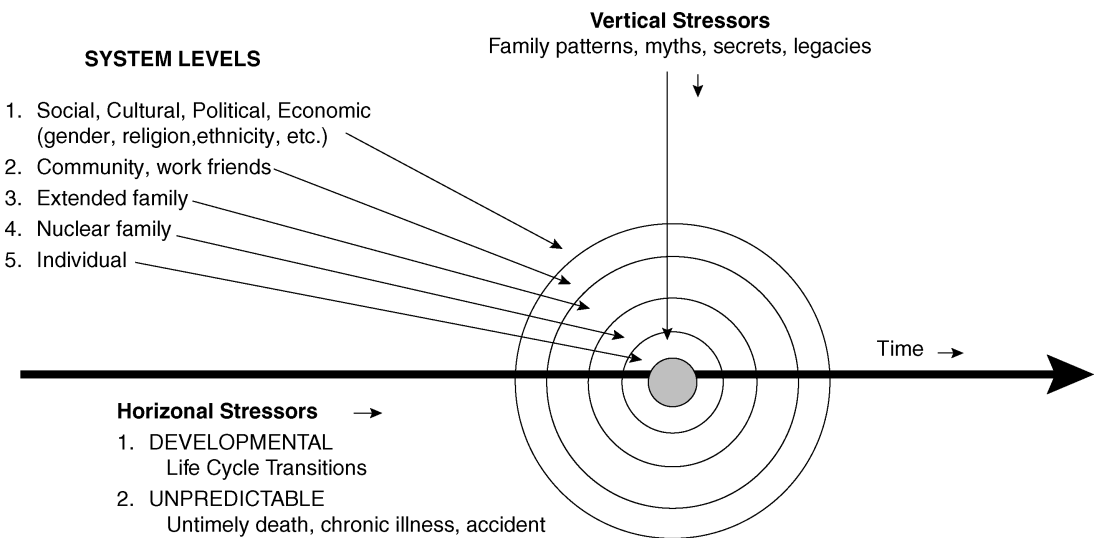 Vertical Stressors
Family patterns, myths, secrets, legacies
SYSTEM LEVELS
1. Social, Cultural, Political, Economic
(gender, religion,ethnicity, etc.)
2. Community, work friends
3. Extended family
4. Nuclear family
5. Individual
Time
Horizonal Stressors
1. DEVELOPMENTAL
Life Cycle Transitions
2. UNPREDICTABLE
Untimely death, chronic illness, accident